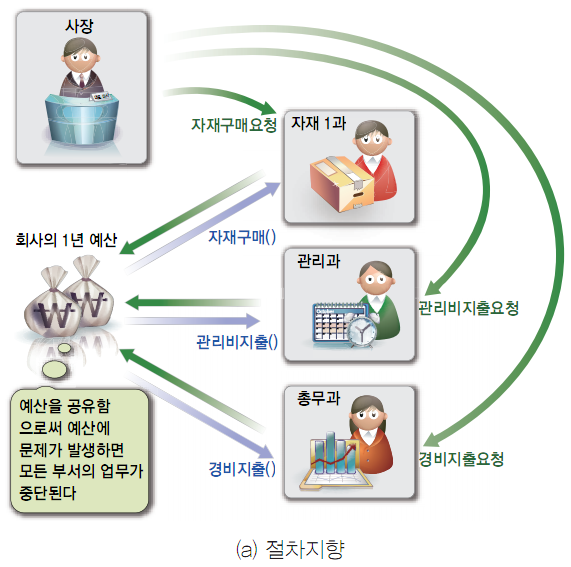 사장
자재구매요청
자재 1과
자재구매()
회사의 1년 예산
관리과
관리비지출요청
관리비지출()
총무과
예산을 공유함
으로써 예산에
문제가 발생하면
모든 부서의 업무가
중단된다
경비지출()
경비지출요청
(a) 절차지향